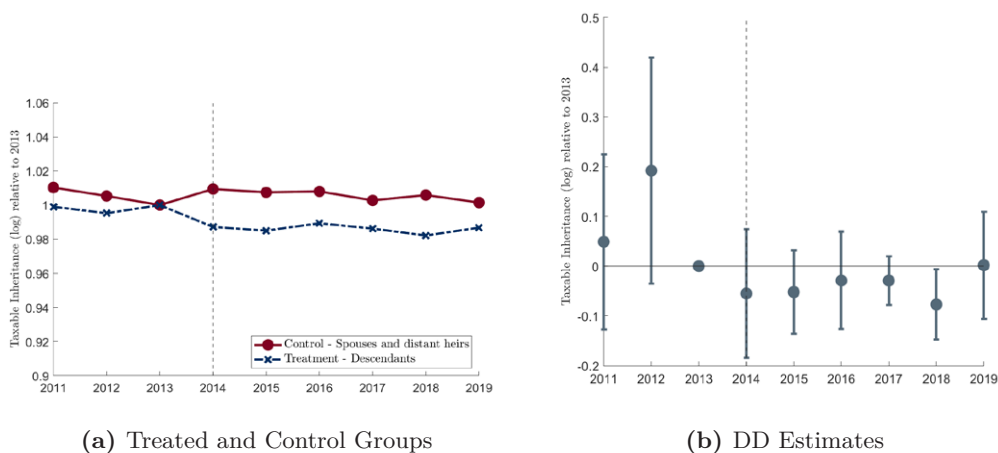 Taxable Inheritance (log) relative to 2013
1.06
1.04
1.02
1
0.98
0.96
0.94
0.92
0.9
2011 2012 2013 2014 2015 2016 2017 2018 2019
Control - Spouses and distant heirs
Treatment - Descendants
(a) Treated and Control Groups
Taxable Inheritance (log) relative to 2013
0.5
0.4
0.3
0.2
0.1
0
-0.1
-0.2
2011 2012 2013 2014 2015 2016 2017 2018 2019
(b) DD Estimates